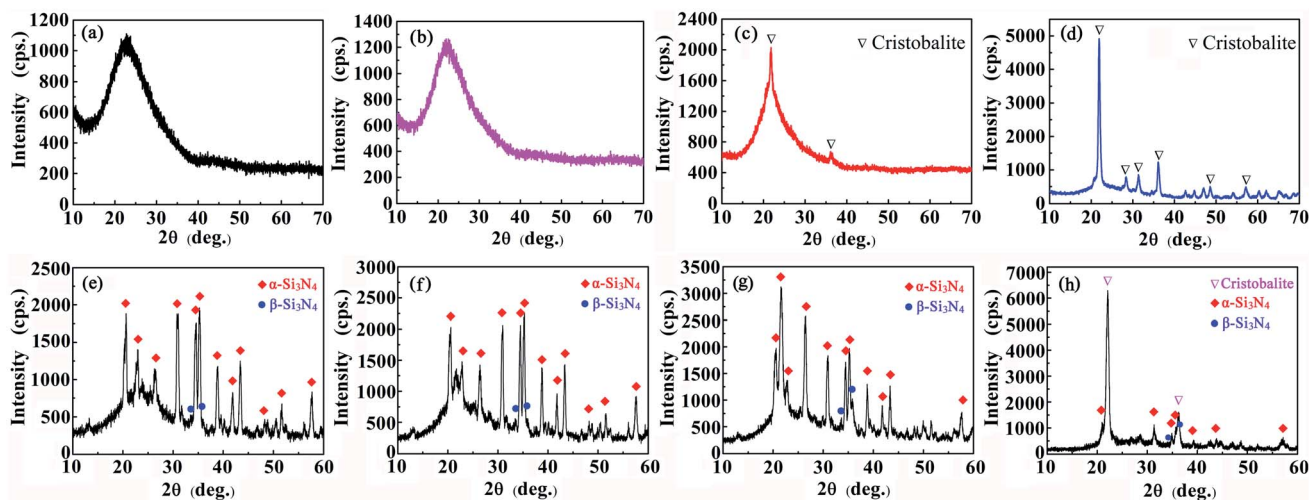 (a)
1200
1000
800
600
400
200
0
Intensity (cps.)
10 20 30 40 50 60 70
2θ (deg.)
(b)
1400
1200
1000
800
600
400
200
0
Intensity (cps.)
10 20 30 40 50 60 70
2θ (deg.)
(c)
▽ Cristobalite
2400
2000
1600
1200
800
400
0
Intensity (cps.)
10 20 30 40 50 60 70
2θ (deg.)
(d)
▽ Cristobalite
5000
4000
3000
2000
1000
0
Intensity (cps.)
10 20 30 40 50 60 70
2θ (deg.)
(e)
α-Si₃N₄
β-Si₃N₄
2500
2000
1500
1000
500
0
Intensity (cps.)
10 20 30 40 50 60
2θ (deg.)
(f)
α-Si₃N₄
β-Si₃N₄
3000
2500
2000
1500
1000
500
0
Intensity (cps.)
10 20 30 40 50 60
2θ (deg.)
(g)
α-Si₃N₄
β-Si₃N₄
3500
3000
2500
2000
1500
1000
500
0
Intensity (cps.)
10 20 30 40 50 60
2θ (deg.)
(h)
▽ Cristobalite
α-Si₃N₄
β-Si₃N₄
7000
6000
5000
4000
3000
2000
1000
0
Intensity (cps.)
10 20 30 40 50 60
2θ (deg.)